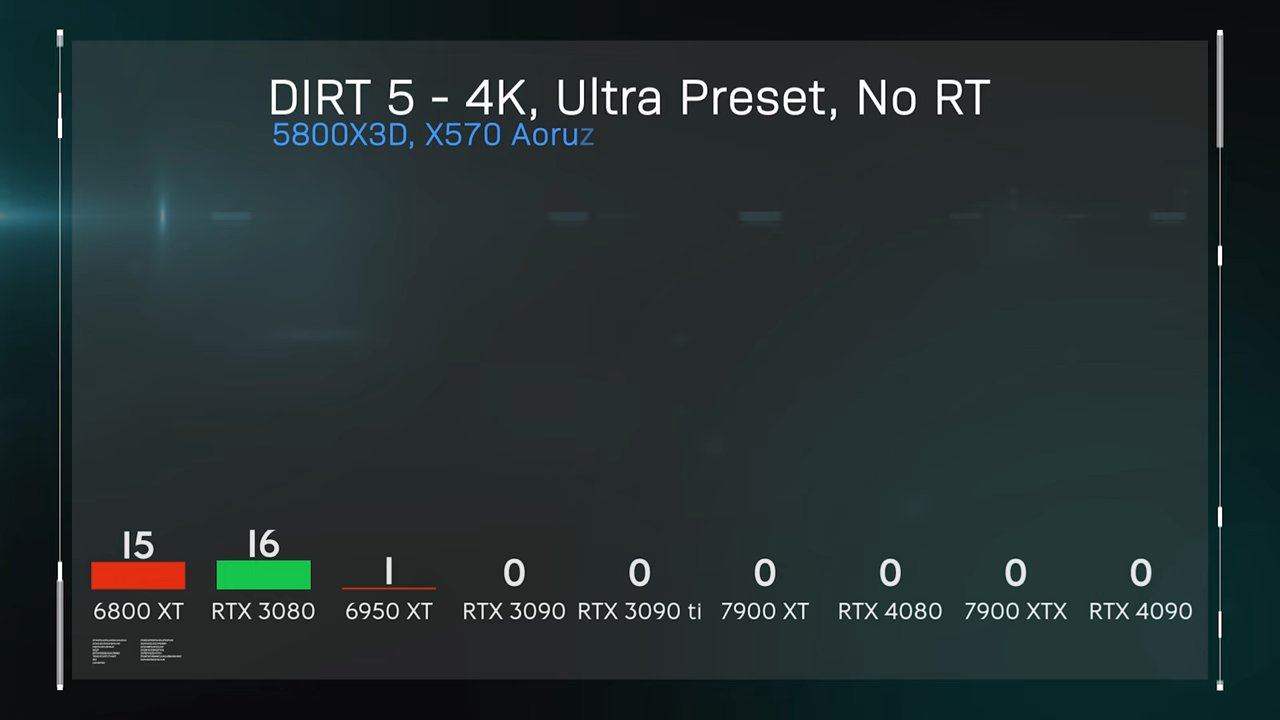 DIRT 5 - 4K, Ultra Preset, No RT
5800X3D, X570 Aoruz
15 16 1 0 0 0 0 0 0
6800 XT RTX 3080 6950 XT RTX 3090 RTX 3090 ti 7900 XT RTX 4080 7900 XTX RTX 4090